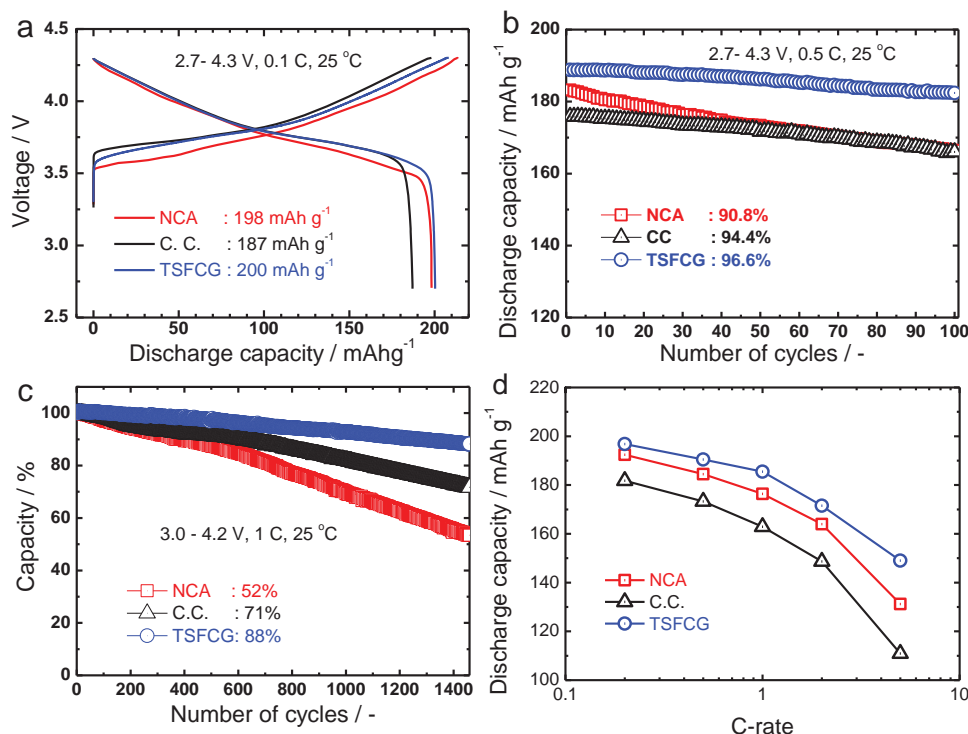 a
4.5
4.0
3.5
3.0
2.5
Voltage / V
2.7- 4.3 V, 0.1 C, 25 °C
NCA : 198 mAh g⁻¹
C. C. : 187 mAh g⁻¹
TSFCG : 200 mAh g⁻¹
0 50 100 150 200
Discharge capacity / mAhg⁻¹
b
200
180
160
140
120
Discharge capacity / mAh g⁻¹
2.7- 4.3 V, 0.5 C, 25 °C
NCA : 90.8%
CC : 94.4%
TSFCG : 96.6%
0 10 20 30 40 50 60 70 80 90 100
Number of cycles / -
c
100
80
60
40
20
0
Capacity / %
3.0 - 4.2 V, 1 C, 25 °C
NCA : 52%
C.C. : 71%
TSFCG: 88%
0 200 400 600 800 1000 1200 1400
Number of cycles / -
d
220
200
180
160
140
120
100
Discharge capacity / mAh g⁻¹
NCA
C.C.
TSFCG
0.1 1 10
C-rate